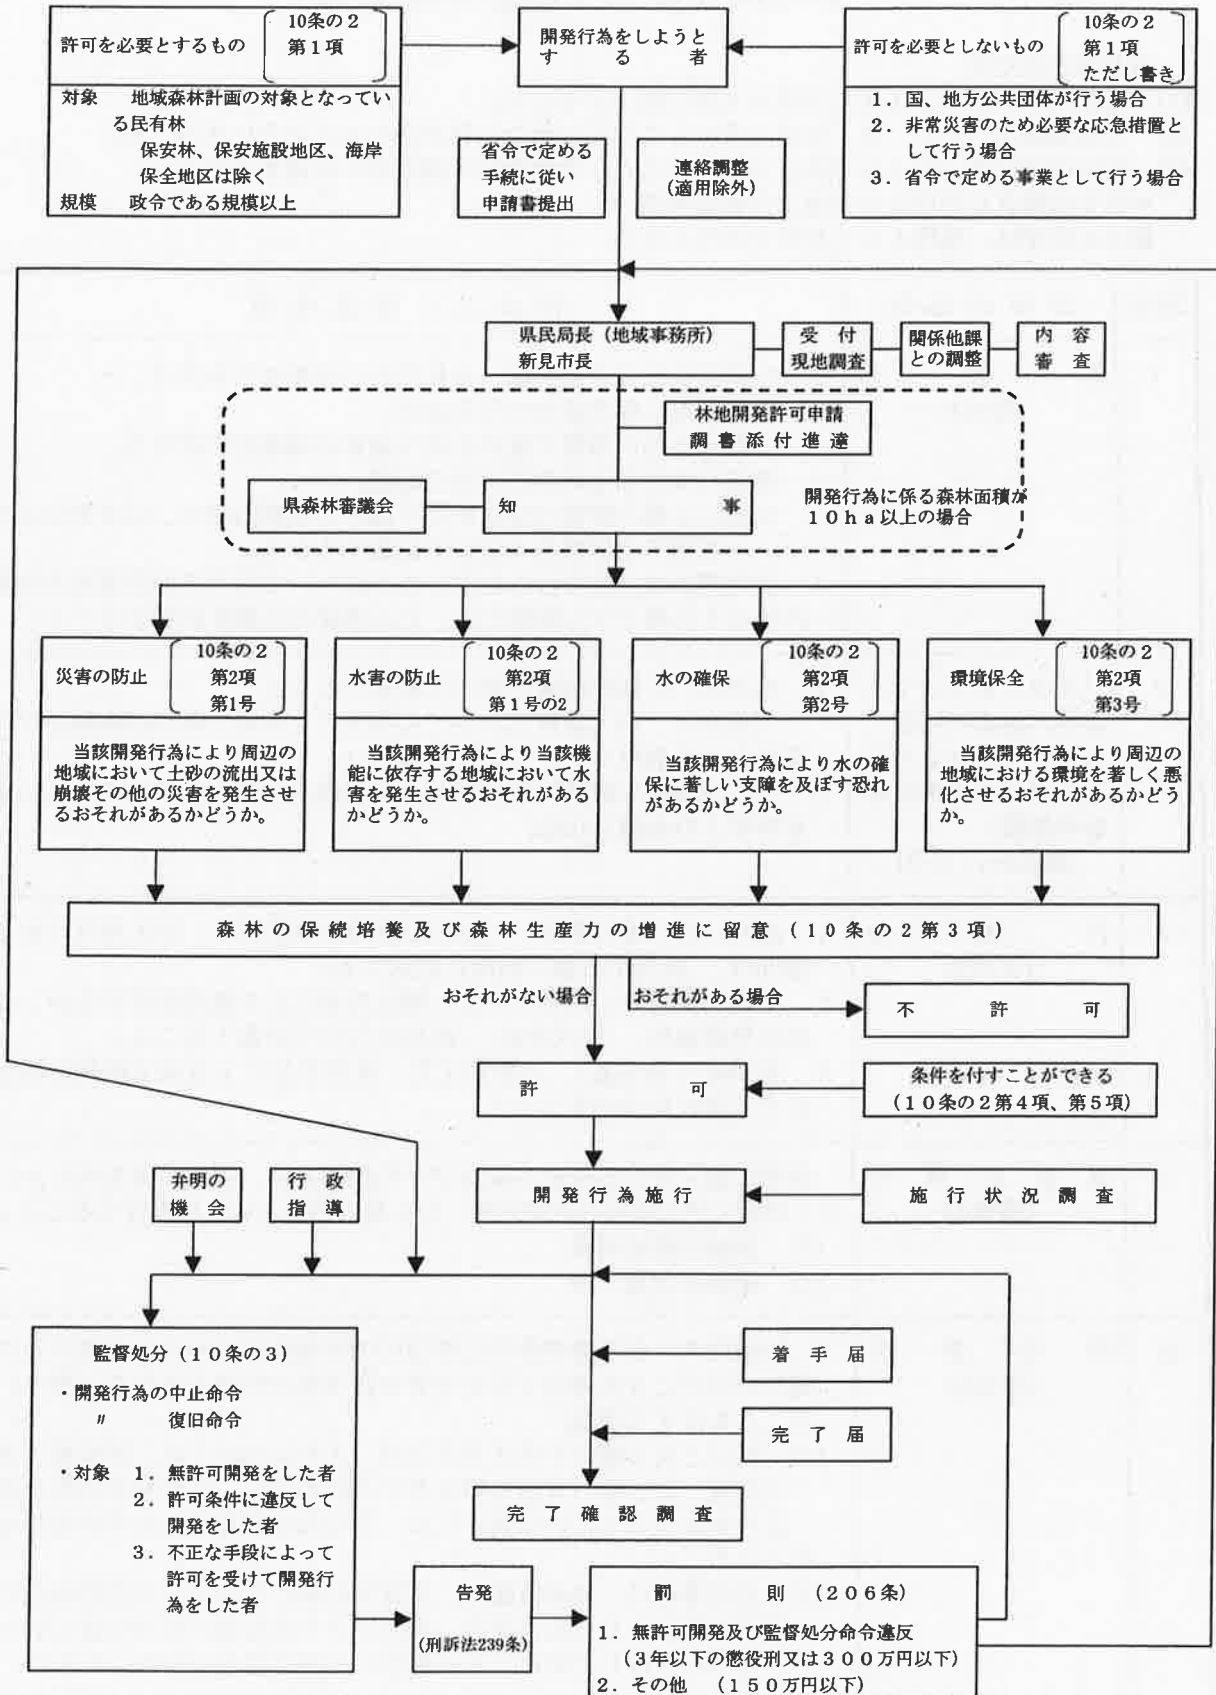 許可を必要とするもの
10条の2
第1項
対象　地域森林計画の対象となってい
る民有林
保安林、保安施設地区、海岸
保全地区は除く
規模　政令である規模以上
開発行為をしようと
する者
許可を必要としないもの
10条の2
第1項
ただし書き
1．国、地方公共団体が行う場合
2．非常災害のため必要な応急措置と
して行う場合
3．省令で定める事業として行う場合
省令で定める
手続に従い
申請書提出
連絡調整
(適用除外)
県民局長（地域事務所）
新見市長
受付
現地調査
関係他課
との調整
内容
審査
林地開発許可申請
調書添付進達
県森林審議会
知事
開発行為に係る森林面積が
10ha以上の場合
災害の防止
10条の2
第2項
第1号
当該開発行為により周辺の
地域において土砂の流出又は
崩壊その他の災害を発生させ
るおそれがあるかどうか。
水害の防止
10条の2
第2項
第1号の2
当該開発行為により当該機
能に依存する地域において水
害を発生させるおそれがある
かどうか。
水の確保
10条の2
第2項
第2号
当該開発行為により水の確
保に著しい支障を及ぼす恐れ
があるかどうか。
環境保全
10条の2
第2項
第3号
当該開発行為により周辺の
地域における環境を著しく悪
化させるおそれがあるかどう
か。
森林の保続培養及び森林生産力の増進に留意（10条の2第3項）
おそれがない場合
おそれがある場合
不許可
許可
条件を付すことができる
（10条の2第4項、第5項）
弁明の
機会
行政
指導
開発行為施行
施行状況調査
監督処分（10条の3）
・開発行為の中止命令
〃　復旧命令
・対象　1．無許可開発をした者
2．許可条件に違反して
開発をした者
3．不正な手段によって
許可を受けて開発行
為をした者
着手届
完了届
完了確認調査
告発
(刑訴法239条)
罰則　（206条）
1．無許可開発及び監督処分命令違反
（3年以下の懲役刑又は300万円以下）
2．その他　（150万円以下）